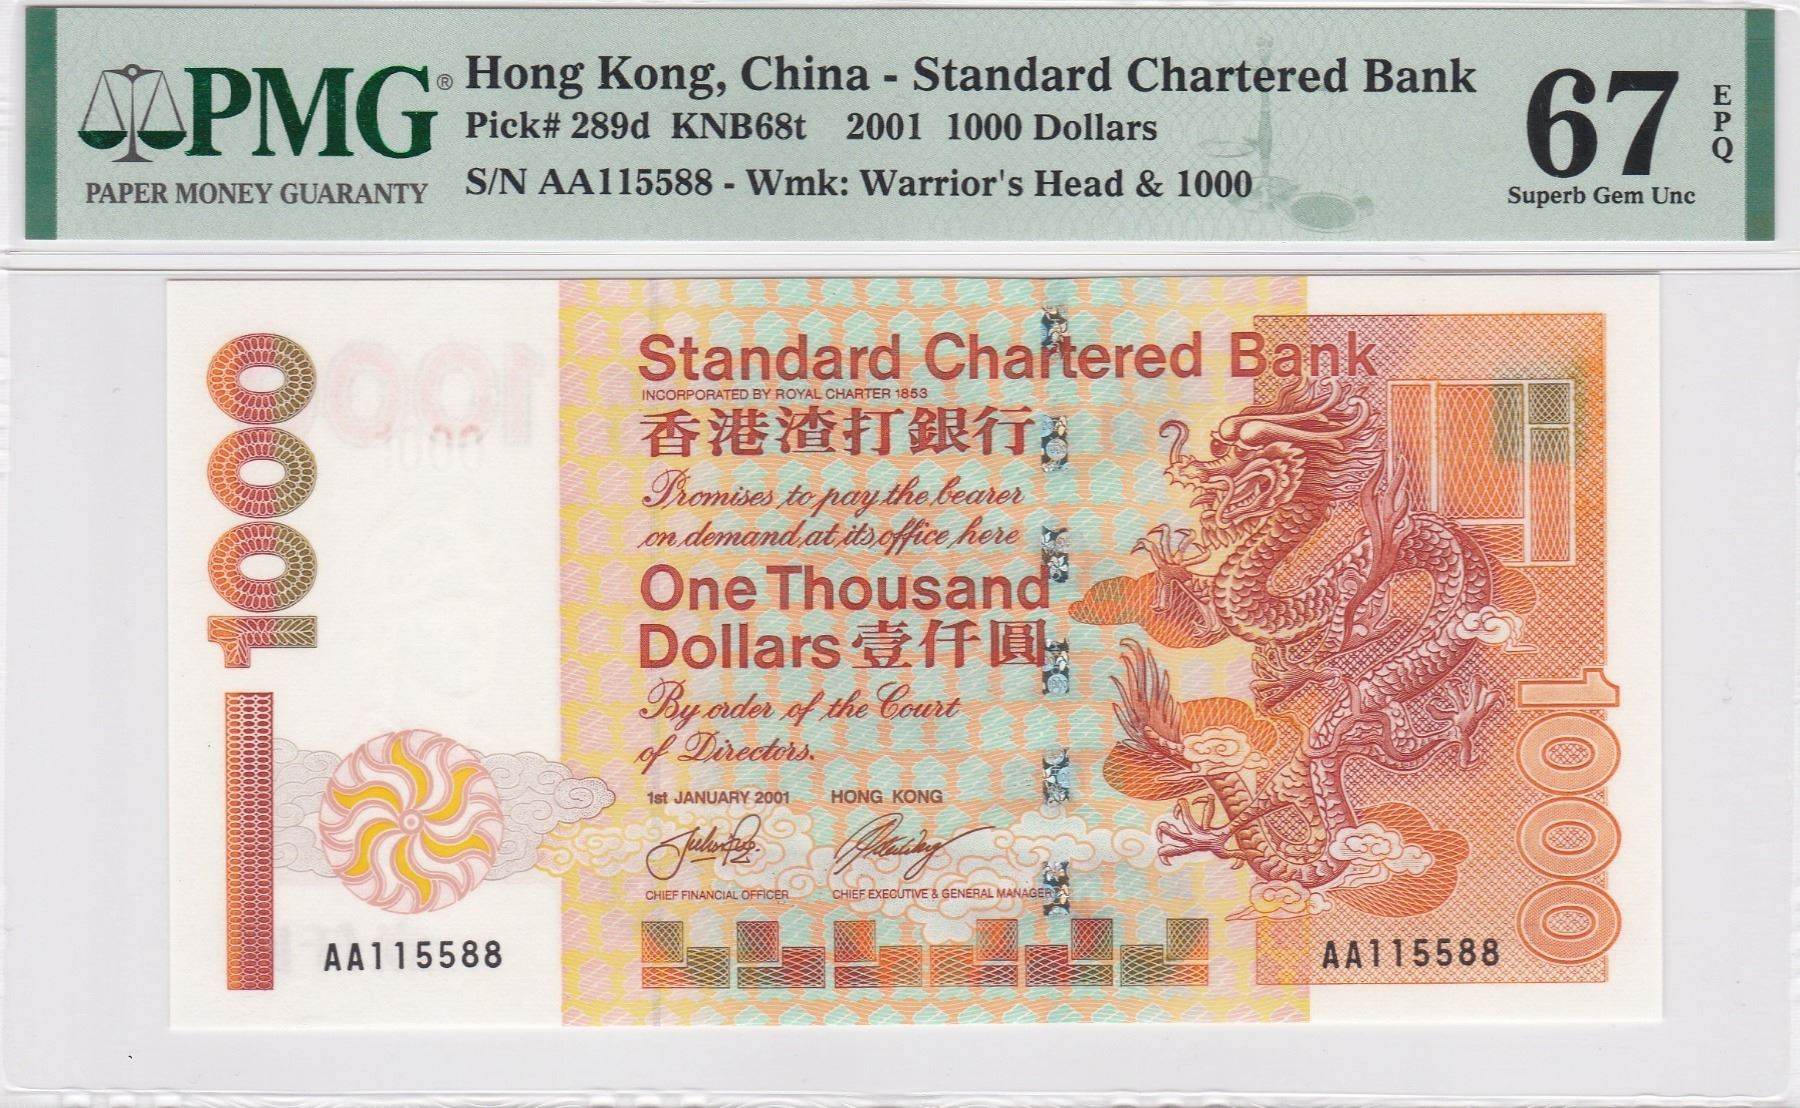 PMG®
PAPER MONEY GUARANTY
Hong Kong, China - Standard Chartered Bank
Pick# 289d KNB68t 2001 1000 Dollars
S/N AA115588 - Wmk: Warrior's Head & 1000
67
EPQ
Superb Gem Unc
1000
Standard Chartered Bank
INCORPORATED BY ROYAL CHARTER 1853
香港渣打銀行
Promises to pay the bearer
on demand at its office here
One Thousand
Dollars 壹仟圓
By order of the Court
of Directors.
1st JANUARY 2001 HONG KONG
CHIEF FINANCIAL OFFICER CHIEF EXECUTIVE & GENERAL MANAGER
AA115588
AA115588
1000